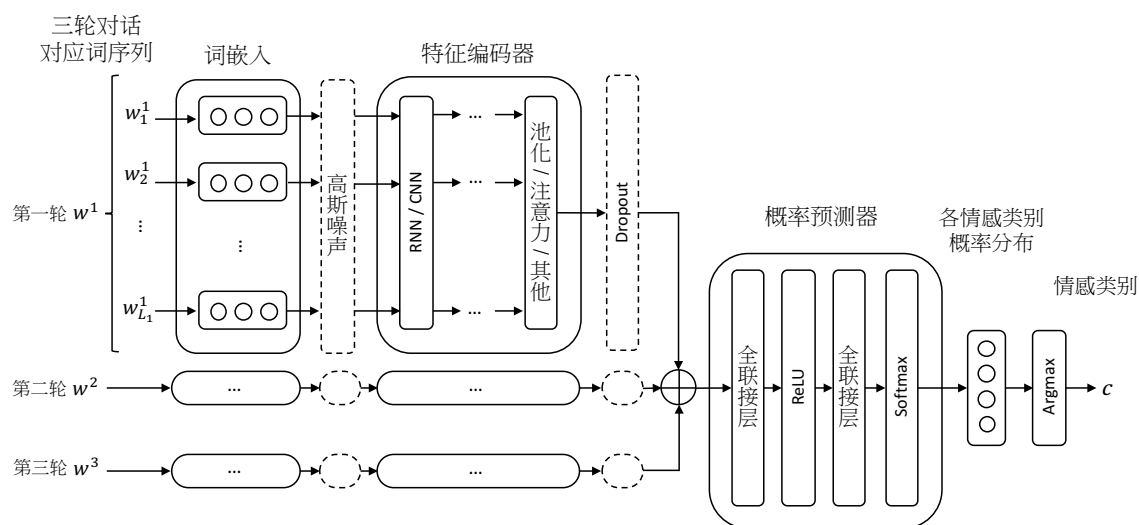 三轮对话
对应词序列
词嵌入
特征编码器
w_1^1
w_2^1
...
w_{L_1}^1
第一轮 w^1
...
高斯噪声
RNN / CNN
...
...
...
池化 / 注意力 / 其他
Dropout
概率预测器
各情感类别
概率分布
情感类别
全联接层
ReLU
全联接层
Softmax
Argmax
c
第二轮 w^2
...
...
第三轮 w^3
...
...